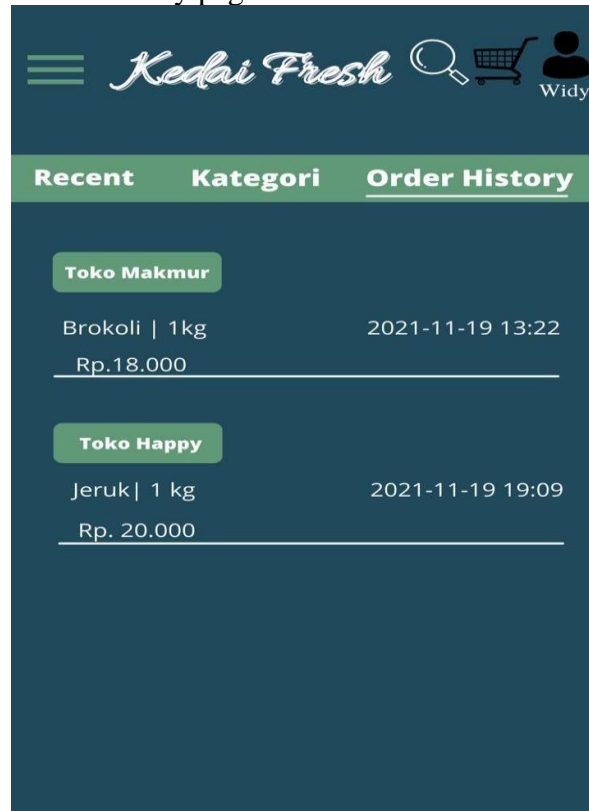 Kedai Fresh
Widy
Recent Kategori Order History
Toko Makmur
Brokoli | 1kg 2021-11-19 13:22
Rp.18.000
Toko Happy
Jeruk| 1 kg 2021-11-19 19:09
Rp. 20.000